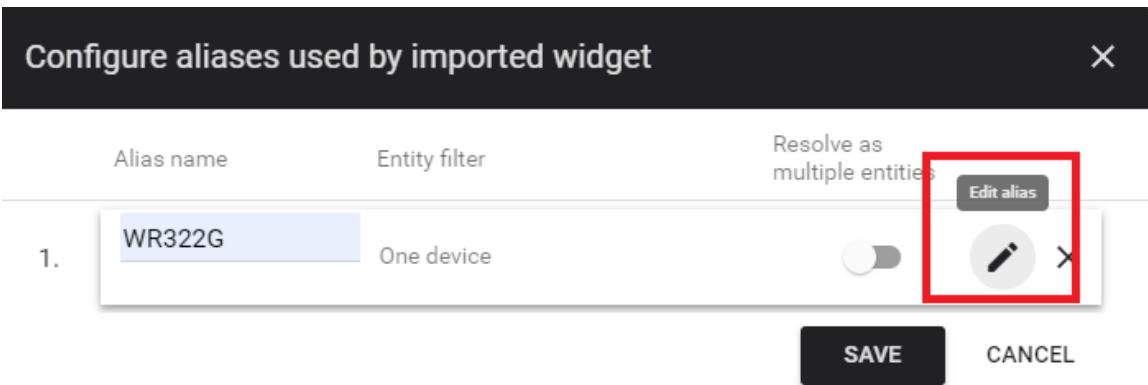 Configure aliases used by imported widget
Alias name
Entity filter
Resolve as
multiple entities
Edit alias
1.
WR322G
One device
SAVE
CANCEL